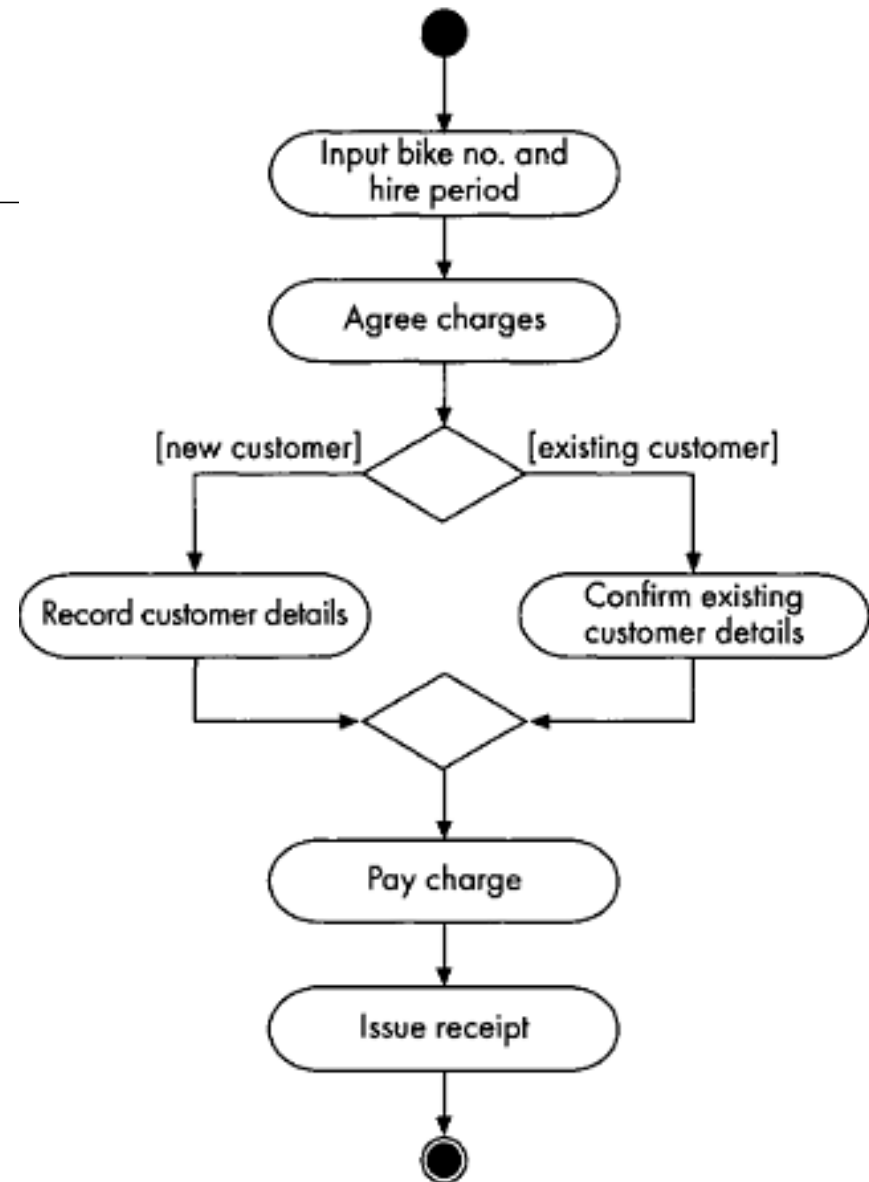 Input bike no. and
hire period
Agree charges
[new customer]
[existing customer]
Record customer details
Confirm existing
customer details
Pay charge
Issue receipt